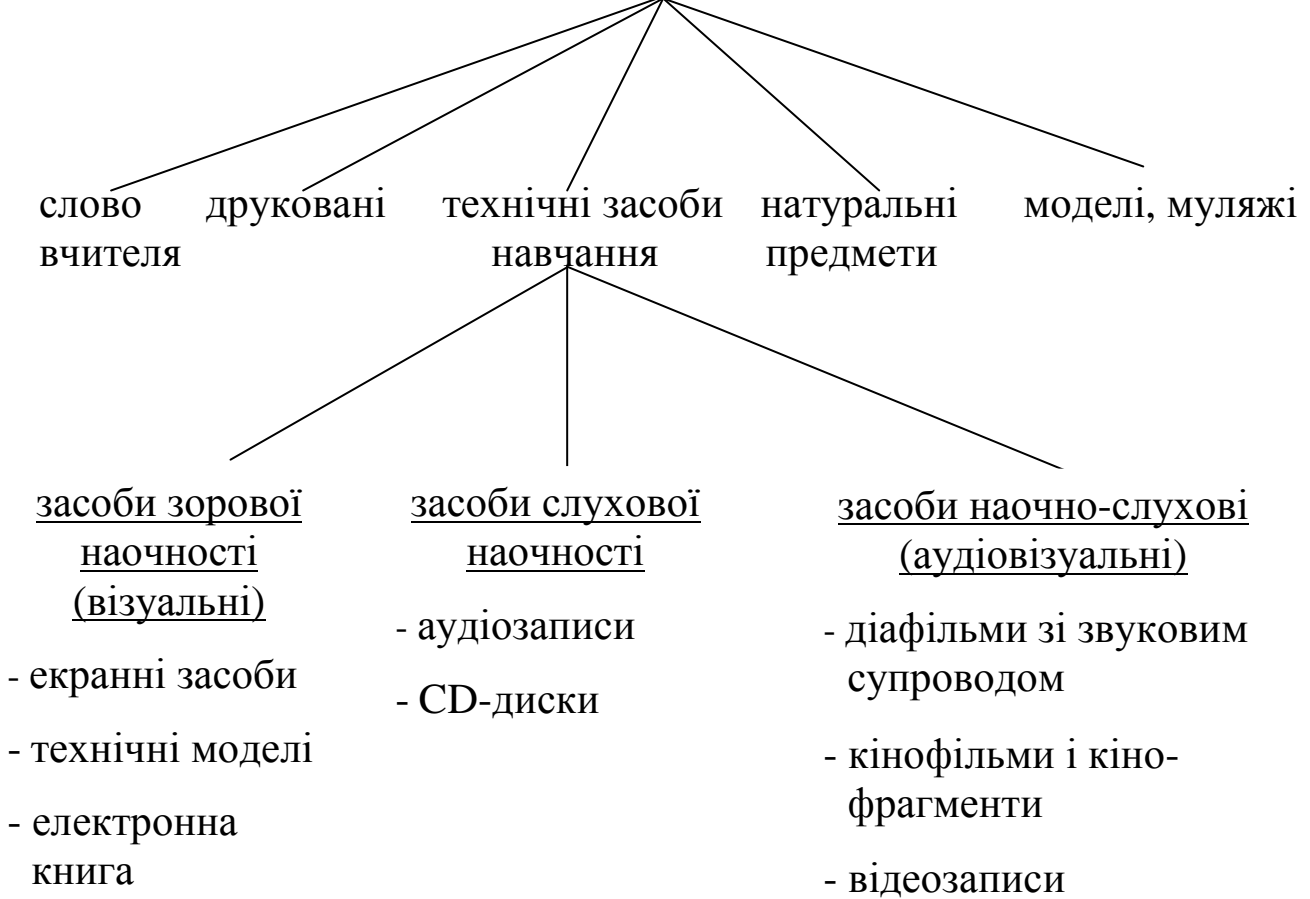 слово вчителя
друковані
технічні засоби навчання
натуральні предмети
моделі, муляжі
засоби зорової
наочності
(візуальні)
- екранні засоби
- технічні моделі
- електронна
книга
засоби слухової
наочності
- аудіозаписи
- CD-диски
засоби наочно-слухові
(аудіовізуальні)
- діафільми зі звуковим
супроводом
- кінофільми і кіно-
фрагменти
- відеозаписи